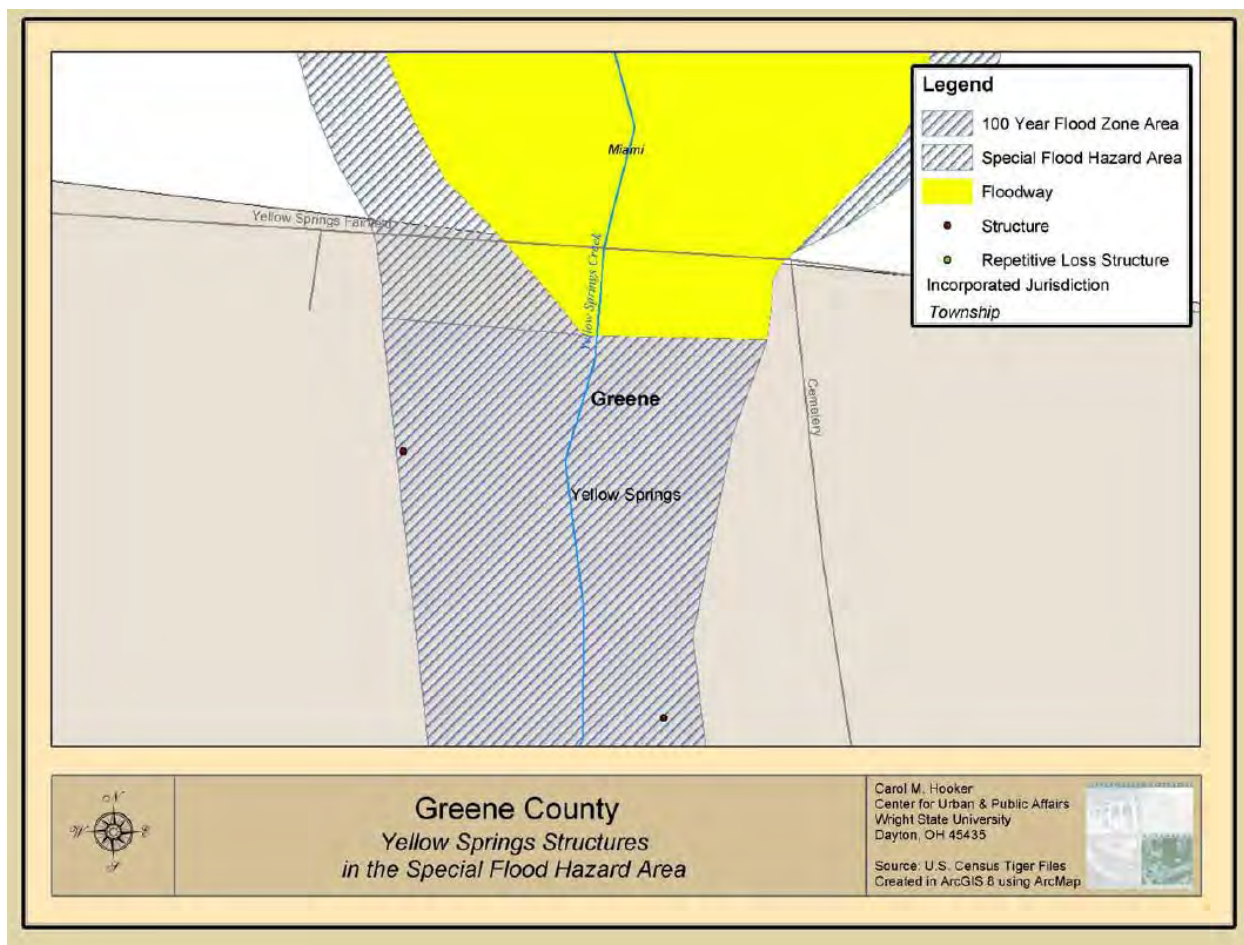 Legend
100 Year Flood Zone Area
Special Flood Hazard Area
Floodway
Structure
Repetitive Loss Structure
Incorporated Jurisdiction
Township
Miami
Yellow Springs Fairfield
Yellow Springs Creek
Greene
Cemetery
Yellow Springs
N
W
E
S
Greene County
Yellow Springs Structures
in the Special Flood Hazard Area
Carol M. Hooker
Center for Urban & Public Affairs
Wright State University
Dayton, OH 45435
Source: U.S. Census Tiger Files
Created in ArcGIS 8 using ArcMap